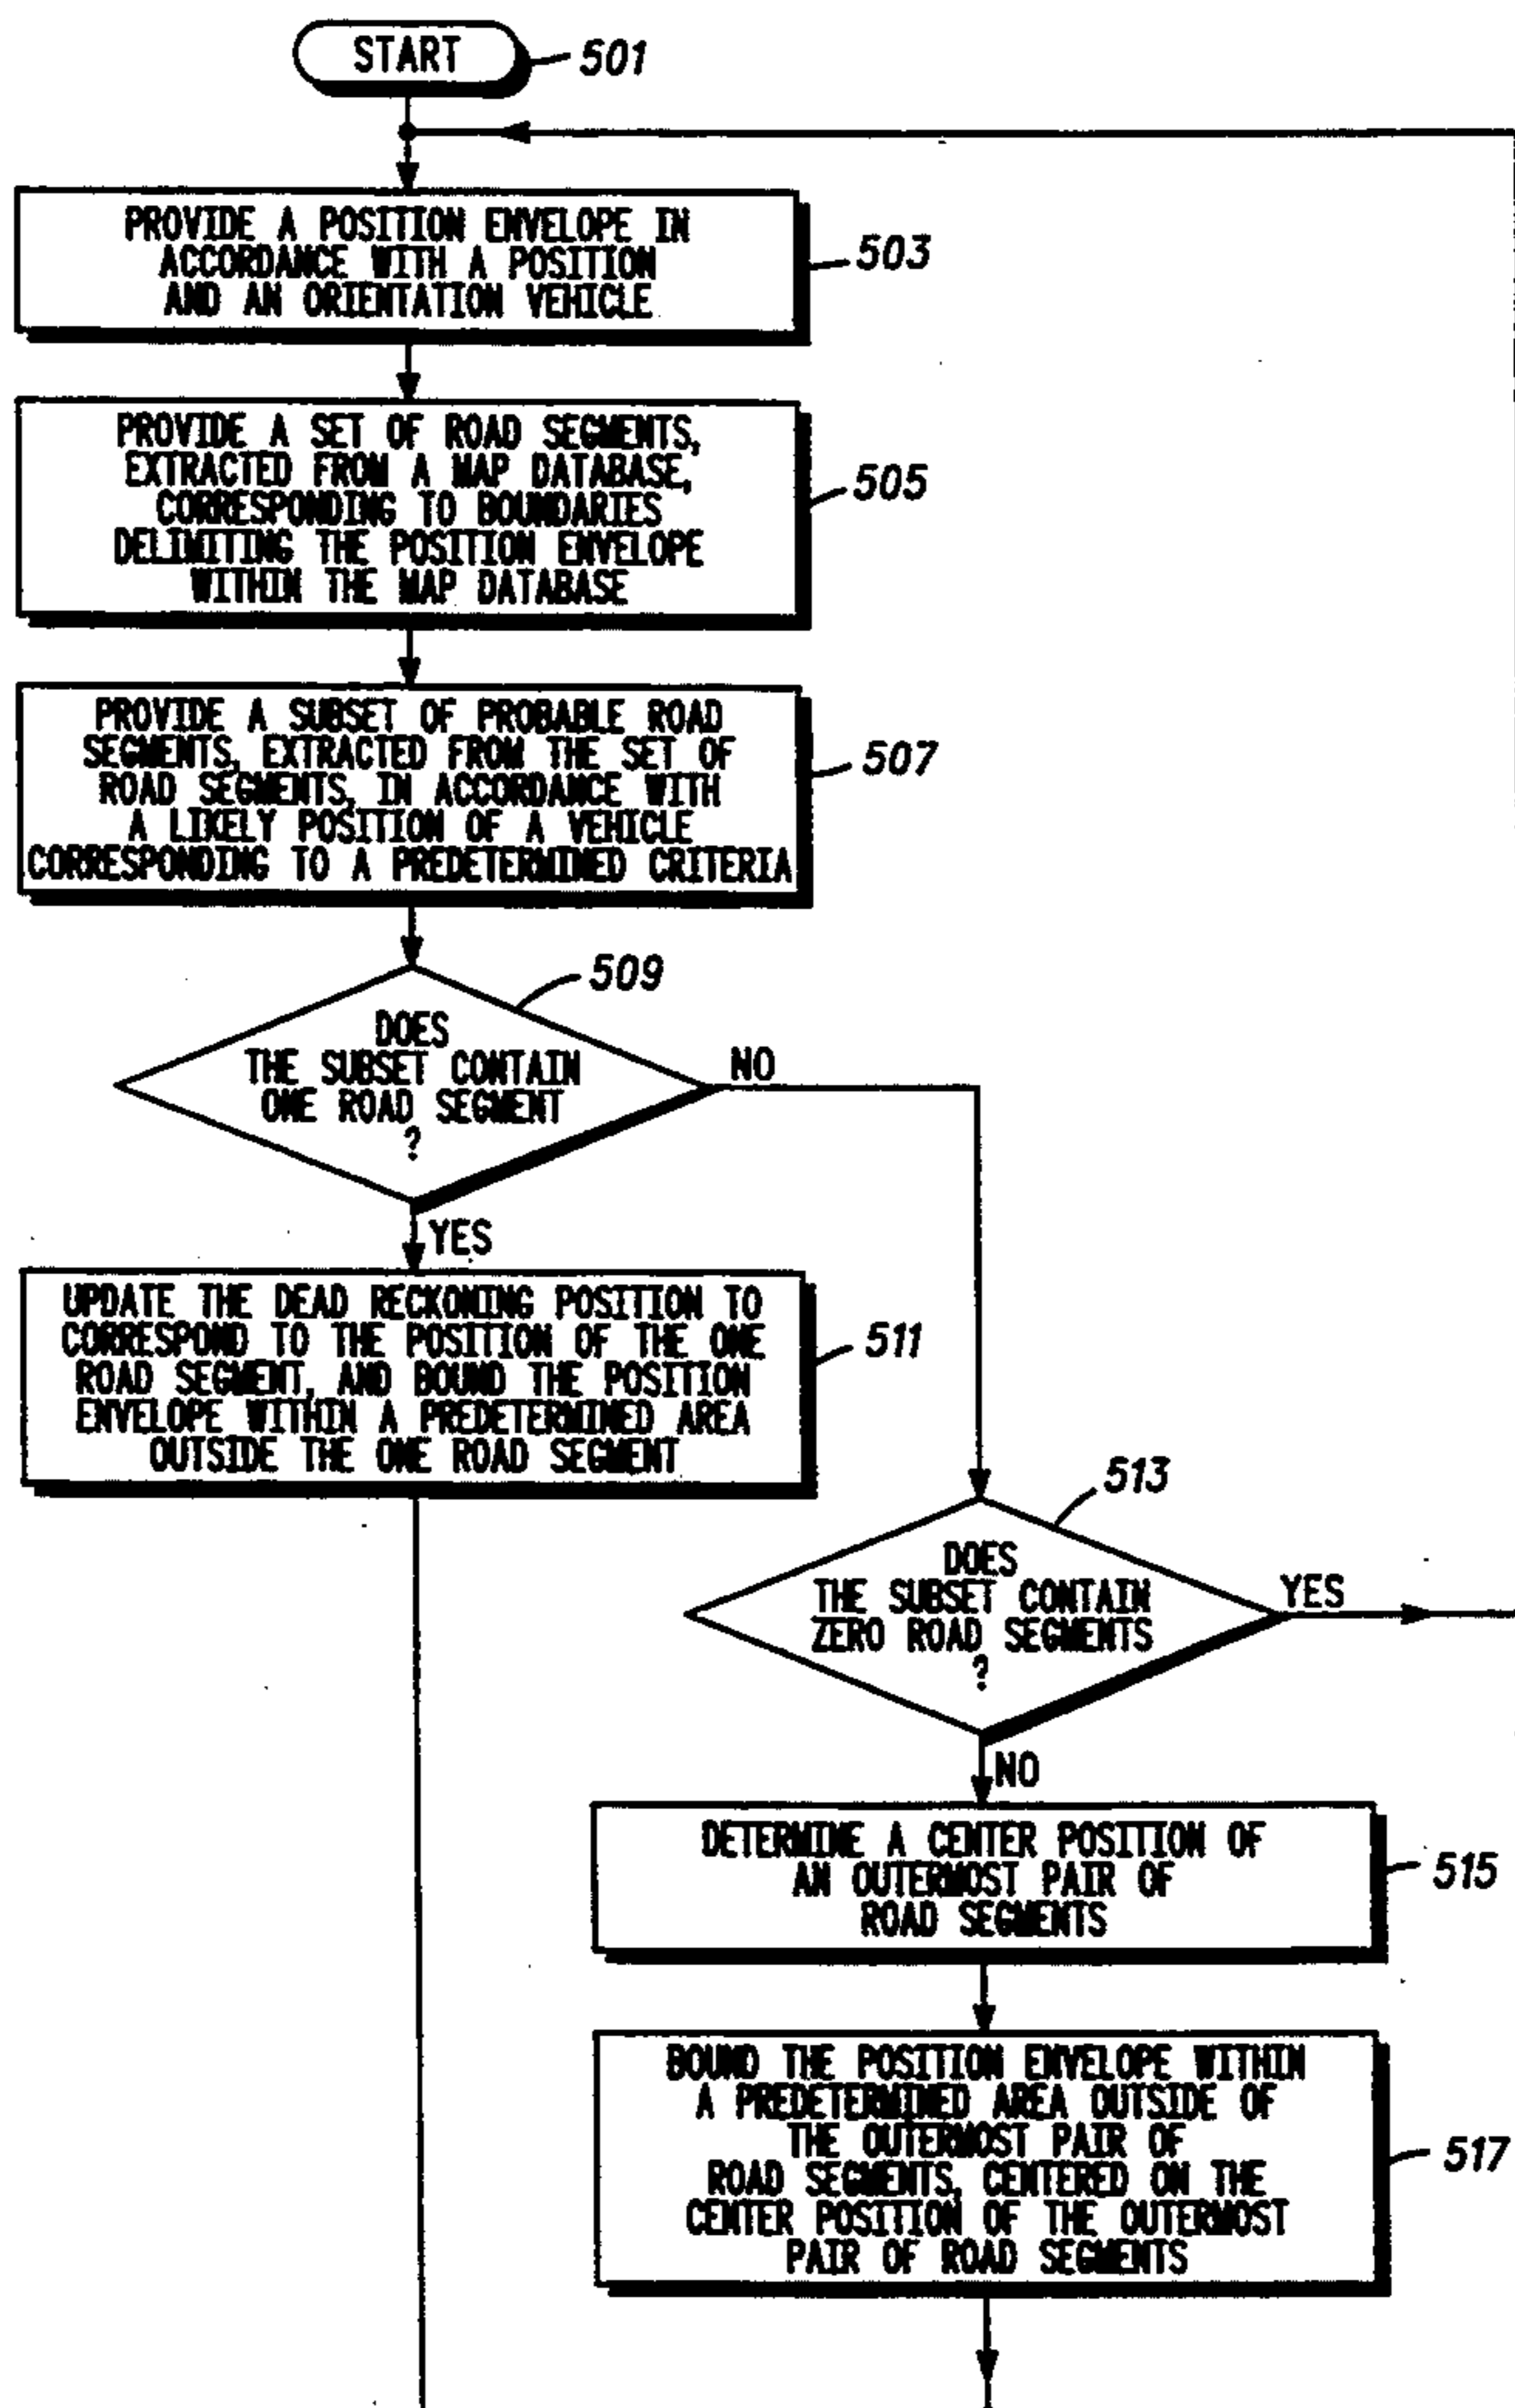 START
501
PROVIDE A POSITION ENVELOPE IN
ACCORDANCE WITH A POSITION
AND AN ORIENTATION VEHICLE
503
PROVIDE A SET OF ROAD SEGMENTS,
EXTRACTED FROM A MAP DATABASE,
CORRESPONDING TO BOUNDARIES
DELIMITING THE POSITION ENVELOPE
WITHIN THE MAP DATABASE
505
PROVIDE A SUBSET OF PROBABLE ROAD
SEGMENTS, EXTRACTED FROM THE SET OF
ROAD SEGMENTS, IN ACCORDANCE WITH
A LIKELY POSITION OF A VEHICLE
CORRESPONDING TO A PREDETERMINED CRITERIA
507
509
DOES
THE SUBSET CONTAIN
ONE ROAD SEGMENT
?
NO
YES
UPDATE THE DEAD RECKONING POSITION TO
CORRESPOND TO THE POSITION OF THE ONE
ROAD SEGMENT, AND BOUND THE POSITION
ENVELOPE WITHIN A PREDETERMINED AREA
OUTSIDE THE ONE ROAD SEGMENT
511
513
DOES
THE SUBSET CONTAIN
ZERO ROAD SEGMENTS
?
YES
NO
DETERMINE A CENTER POSITION OF
AN OUTERMOST PAIR OF
ROAD SEGMENTS
515
BOUND THE POSITION ENVELOPE WITHIN
A PREDETERMINED AREA OUTSIDE OF
THE OUTERMOST PAIR OF
ROAD SEGMENTS, CENTERED ON THE
CENTER POSITION OF THE OUTERMOST
PAIR OF ROAD SEGMENTS
517